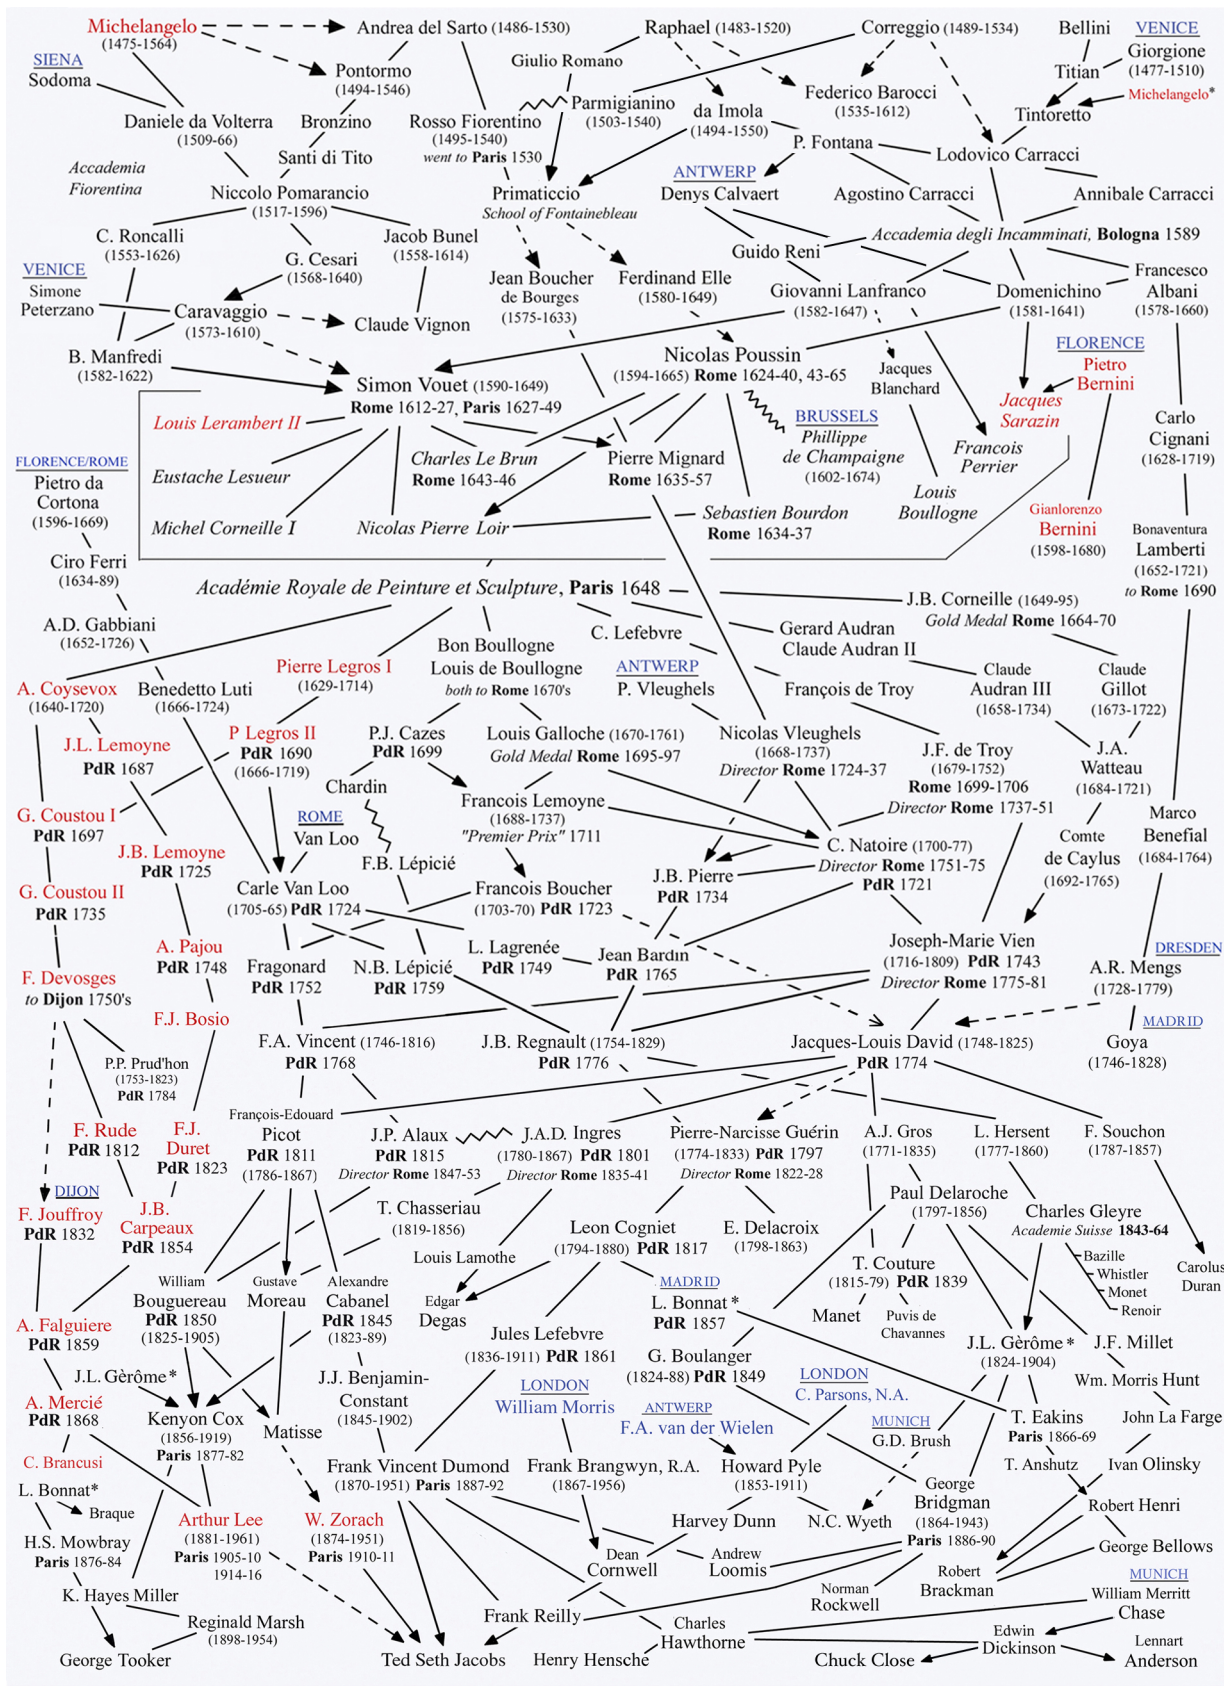 Michelangelo
(1475-1564)
Andrea del Sarto (1486-1530)
Raphael (1483-1520)
Correggio (1489-1534)
Bellini
VENICE
Giorgione
(1477-1510)
SIENA
Sodoma
Pontormo
(1494-1546)
Giulio Romano
Titian
Michelangelo*
Tintoretto
Daniele da Volterra
(1509-66)
Bronzino
Rosso Fiorentino
(1495-1540)
went to Paris 1530
Parmigianino
(1503-1540)
da Imola
(1494-1550)
Federico Barocci
(1535-1612)
P. Fontana
Lodovico Carracci
Accademia
Fiorentina
Santi di Tito
Niccolo Pomarancio
(1517-1596)
Primaticcio
School of Fontainebleau
ANTWERP
Denys Calvaert
Agostino Carracci
Annibale Carracci
C. Roncalli
(1553-1626)
G. Cesari
(1568-1640)
Jacob Bunel
(1558-1614)
Guido Reni
Accademia degli Incamminati, Bologna 1589
VENICE
Simone
Peterzano
Caravaggio
(1573-1610)
Claude Vignon
Jean Boucher
de Bourges
(1575-1633)
Ferdinand Elle
(1580-1649)
Giovanni Lanfranco
(1582-1647)
Domenichino
(1581-1641)
Francesco
Albani
(1578-1660)
B. Manfredi
(1582-1622)
Simon Vouet (1590-1649)
Rome 1612-27, Paris 1627-49
Nicolas Poussin
(1594-1665) Rome 1624-40, 43-65
Jacques
Blanchard
FLORENCE
Pietro
Bernini
Jacques
Sarazin
Louis Lerambert II
BRUSSELS
Phillippe
de Champaigne
(1602-1674)
Francois
Perrier
Carlo
Cignani
(1628-1719)
FLORENCE/ROME
Pietro da
Cortona
(1596-1669)
Eustache Lesueur
Charles Le Brun
Rome 1643-46
Pierre Mignard
Rome 1635-57
Louis
Boullogne
Gianlorenzo
Bernini
(1598-1680)
Michel Corneille I
Nicolas Pierre Loir
Sebastien Bourdon
Rome 1634-37
Bonaventura
Lamberti
(1652-1721)
to Rome 1690
Ciro Ferri
(1634-89)
Académie Royale de Peinture et Sculpture, Paris 1648
J.B. Corneille (1649-95)
Gold Medal Rome 1664-70
A.D. Gabbiani
(1652-1726)
Bon Boullogne
Louis de Boullogne
both to Rome 1670's
C. Lefebvre
Gerard Audran
Claude Audran II
Pierre Legros I
(1629-1714)
ANTWERP
P. Vleughels
François de Troy
Claude
Audran III
(1658-1734)
Claude
Gillot
(1673-1722)
A. Coysevox
(1640-1720)
Benedetto Luti
(1666-1724)
J.L. Lemoyne
PdR 1687
P Legros II
PdR 1690
(1666-1719)
P.J. Cazes
PdR 1699
Louis Galloche (1670-1761)
Gold Medal Rome 1695-97
Nicolas Vleughels
(1668-1737)
Director Rome 1724-37
J.F. de Troy
(1679-1752)
Rome 1699-1706
Director Rome 1737-51
J.A.
Watteau
(1684-1721)
Chardin
G. Coustou I
PdR 1697
ROME
Van Loo
Francois Lemoyne
(1688-1737)
"Premier Prix" 1711
Marco
Benefial
(1684-1764)
J.B. Lemoyne
PdR 1725
F.B. Lépicié
C. Natoire (1700-77)
Director Rome 1751-75
PdR 1721
Comte
de Caylus
(1692-1765)
G. Coustou II
PdR 1735
Carle Van Loo
(1705-65) PdR 1724
Francois Boucher
(1703-70) PdR 1723
J.B. Pierre
PdR 1734
A. Pajou
PdR 1748
Fragonard
PdR 1752
N.B. Lépicié
PdR 1759
L. Lagrenée
PdR 1749
Jean Bardin
PdR 1765
Joseph-Marie Vien
(1716-1809) PdR 1743
Director Rome 1775-81
DRESDEN
A.R. Mengs
(1728-1779)
F. Devosges
to Dijon 1750's
F.J. Bosio
F.A. Vincent (1746-1816)
PdR 1768
J.B. Regnault (1754-1829)
PdR 1776
Jacques-Louis David (1748-1825)
PdR 1774
MADRID
Goya
(1746-1828)
P.P. Prud'hon
(1753-1823)
PdR 1784
F. Rude
PdR 1812
F.J.
Duret
PdR 1823
François-Edouard
Picot
PdR 1811
(1786-1867)
J.P. Alaux
PdR 1815
Director Rome 1847-53
J.A.D. Ingres
(1780-1867) PdR 1801
Director Rome 1835-41
Pierre-Narcisse Guérin
(1774-1833) PdR 1797
Director Rome 1822-28
A.J. Gros
(1771-1835)
L. Hersent
(1777-1860)
F. Souchon
(1787-1857)
DIJON
F. Jouffroy
PdR 1832
J.B.
Carpeaux
PdR 1854
T. Chasseriau
(1819-1856)
Leon Cogniet
(1794-1880) PdR 1817
E. Delacroix
(1798-1863)
Paul Delaroche
(1797-1856)
Charles Gleyre
Academie Suisse 1843-64
Bazille
Whistler
Monet
Renoir
Carolus
Duran
Louis Lamothe
Edgar
Degas
T. Couture
(1815-79) PdR 1839
Manet
Puvis de
Chavannes
William
Bouguereau
PdR 1850
(1825-1905)
Gustave
Moreau
Alexandre
Cabanel
PdR 1845
(1823-89)
MADRID
L. Bonnat *
PdR 1857
A. Falguiere
PdR 1859
Jules Lefebvre
(1836-1911) PdR 1861
G. Boulanger
(1824-88) PdR 1849
J.L. Gèrôme *
(1824-1904)
J.F. Millet
J.L. Gèrôme *
J.J. Benjamin-
Constant
(1845-1902)
LONDON
William Morris
LONDON
C. Parsons, N.A.
Wm. Morris Hunt
A. Mercié
PdR 1868
Kenyon Cox
(1856-1919)
Paris 1877-82
Matisse
ANTWERP
F.A. van der Wielen
MUNICH
G.D. Brush
T. Eakins
Paris 1866-69
John La Farge
C. Brancusi
Frank Vincent Dumond
(1870-1951) Paris 1887-92
Frank Brangwyn, R.A.
(1867-1956)
Howard Pyle
(1853-1911)
T. Anshutz
Ivan Olinsky
L. Bonnat*
Braque
Arthur Lee
(1881-1961)
Paris 1905-10
1914-16
W. Zorach
(1874-1951)
Paris 1910-11
Harvey Dunn
N.C. Wyeth
George
Bridgman
(1864-1943)
Paris 1886-90
Robert Henri
George Bellows
H.S. Mowbray
Paris 1876-84
Dean
Cornwell
Andrew
Loomis
Robert
Brackman
Norman
Rockwell
MUNICH
William Merritt
Chase
K. Hayes Miller
Reginald Marsh
(1898-1954)
Frank Reilly
Charles
Hawthorne
Edwin
Dickinson
Lennart
Anderson
George Tooker
Ted Seth Jacobs
Henry Hensche
Chuck Close